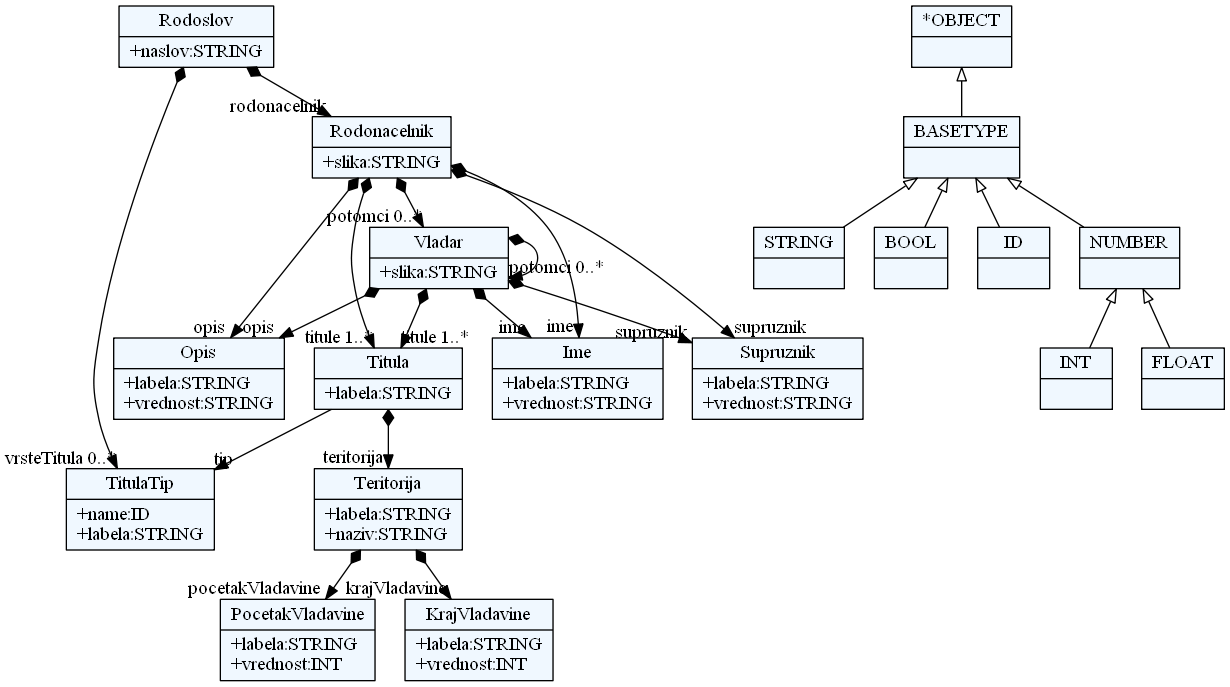 Rodoslov
+naslov:STRING
*OBJECT
rodonacelnik
Rodonacelnik
+slika:STRING
BASETYPE
potomci 0..*
Vladar
+slika:STRING
potomci 0..*
STRING
BOOL
ID
NUMBER
opis
opis
titule 1..*
titule 1..*
ime
ime
supruznik
supruznik
Opis
+labela:STRING
+vrednost:STRING
Titula
+labela:STRING
Ime
+labela:STRING
+vrednost:STRING
Supruznik
+labela:STRING
+vrednost:STRING
INT
FLOAT
vrsteTitula 0..*
tip
teritorija
TitulaTip
+name:ID
+labela:STRING
Teritorija
+labela:STRING
+naziv:STRING
pocetakVladavine
krajVladavine
PocetakVladavine
+labela:STRING
+vrednost:INT
KrajVladavine
+labela:STRING
+vrednost:INT